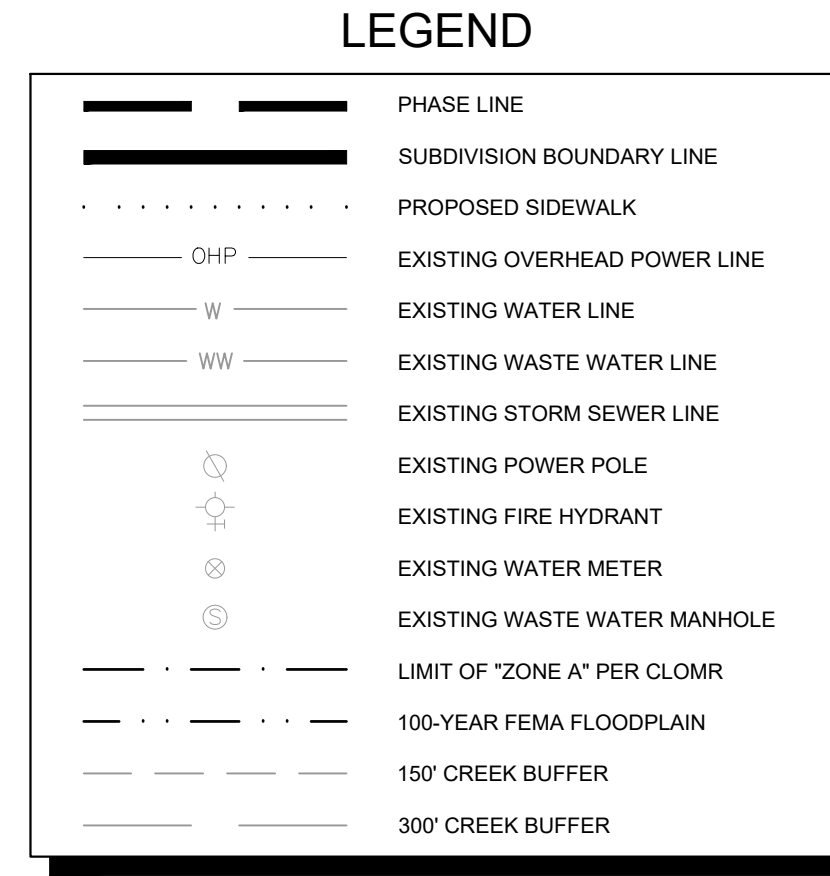 LEGEND
PHASE LINE
SUBDIVISION BOUNDARY LINE
PROPOSED SIDEWALK
OHP EXISTING OVERHEAD POWER LINE
W EXISTING WATER LINE
WW EXISTING WASTE WATER LINE
EXISTING STORM SEWER LINE
EXISTING POWER POLE
EXISTING FIRE HYDRANT
EXISTING WATER METER
S EXISTING WASTE WATER MANHOLE
LIMIT OF "ZONE A" PER CLOMR
100-YEAR FEMA FLOODPLAIN
150' CREEK BUFFER
300' CREEK BUFFER